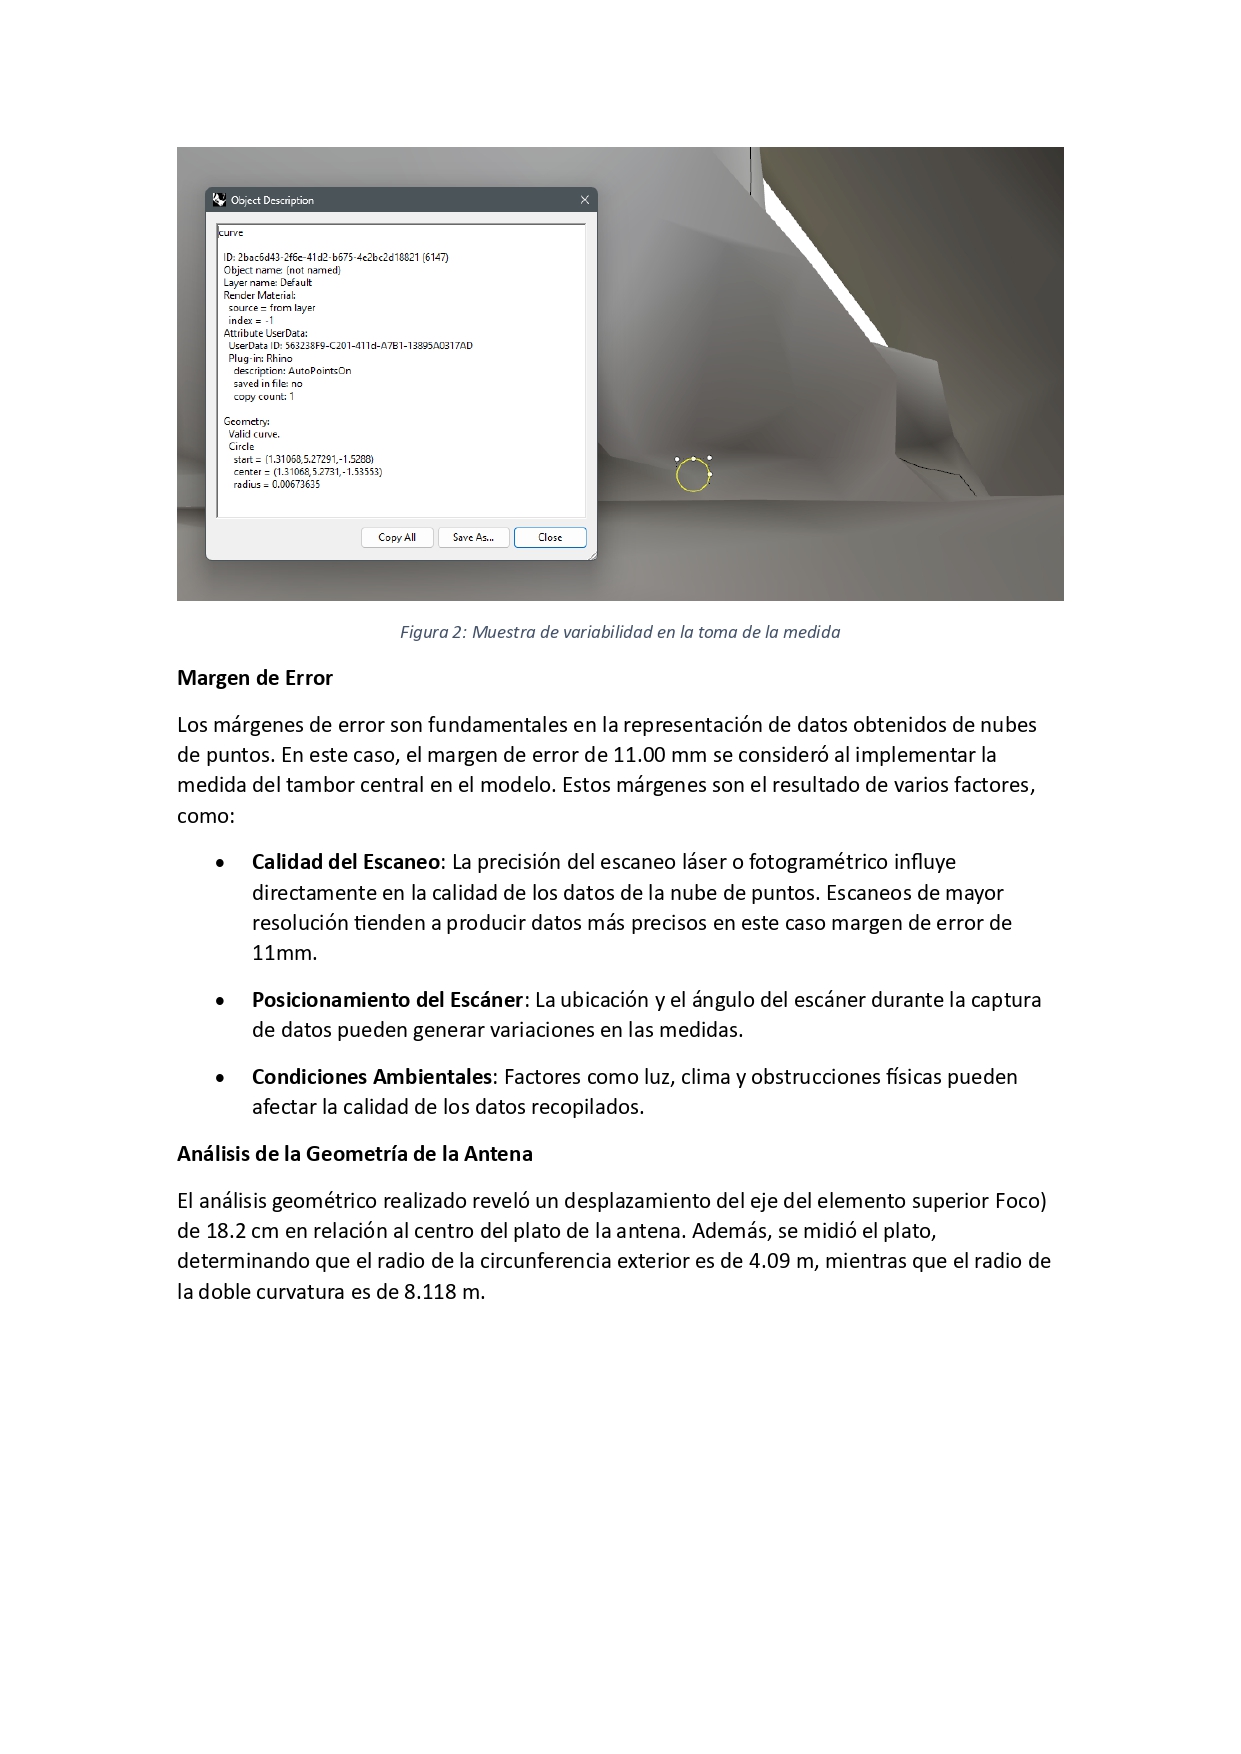 Object Description
curve
ID: 2bac6d43-2f6e-41d2-b675-4e2bc2d18821 (6147)
Object name: (not named)
Layer name: Default
Render Material:
source = from layer
index = -1
Attribute UserData:
UserData ID: 563238F9-C201-411d-A7B1-13895A0317AD
Plug-in: Rhino
description: AutoPointsOn
saved in file: no
copy count: 1
Geometry:
Valid curve.
Circle
start = (1.31068,5.27291,-1.5288)
center = (1.31068,5.2731,-1.53553)
radius = 0.00673635
Copy All
Save As...
Close
Figura 2: Muestra de variabilidad en la toma de la medida
Margen de Error
Los márgenes de error son fundamentales en la representación de datos obtenidos de nubes
de puntos. En este caso, el margen de error de 11.00 mm se consideró al implementar la
medida del tambor central en el modelo. Estos márgenes son el resultado de varios factores,
como:
• Calidad del Escaneo: La precisión del escaneo láser o fotogramétrico influye
directamente en la calidad de los datos de la nube de puntos. Escaneos de mayor
resolución tienden a producir datos más precisos en este caso margen de error de
11mm.
• Posicionamiento del Escáner: La ubicación y el ángulo del escáner durante la captura
de datos pueden generar variaciones en las medidas.
• Condiciones Ambientales: Factores como luz, clima y obstrucciones físicas pueden
afectar la calidad de los datos recopilados.
Análisis de la Geometría de la Antena
El análisis geométrico realizado reveló un desplazamiento del eje del elemento superior Foco)
de 18.2 cm en relación al centro del plato de la antena. Además, se midió el plato,
determinando que el radio de la circunferencia exterior es de 4.09 m, mientras que el radio de
la doble curvatura es de 8.118 m.